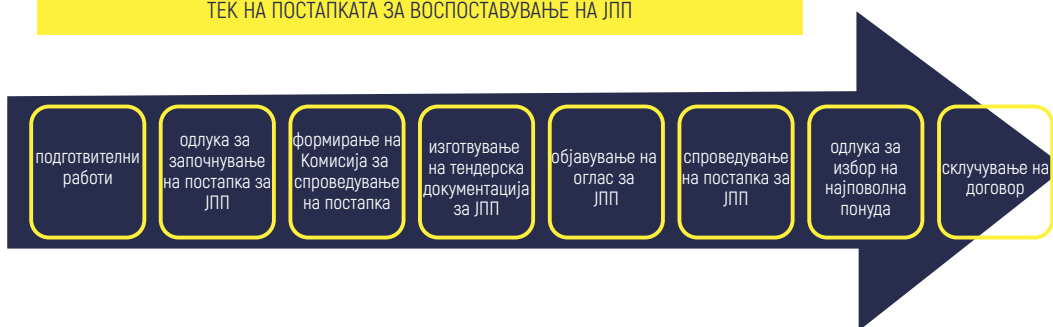 ТЕК НА ПОСТАПКАТА ЗА ВОСПОСТАВУВАЊЕ НА ЈПП
подготвителни
работи
одлука за
започнување
на постапка за
ЈПП
формирање на
Комисија за
спроведување
на постапка
изготвување
на тендерска
документација
за ЈПП
објавување на
оглас за
ЈПП
спроведување
на постапка за
ЈПП
одлука за
избор на
најповолна
понуда
склучување на
договор